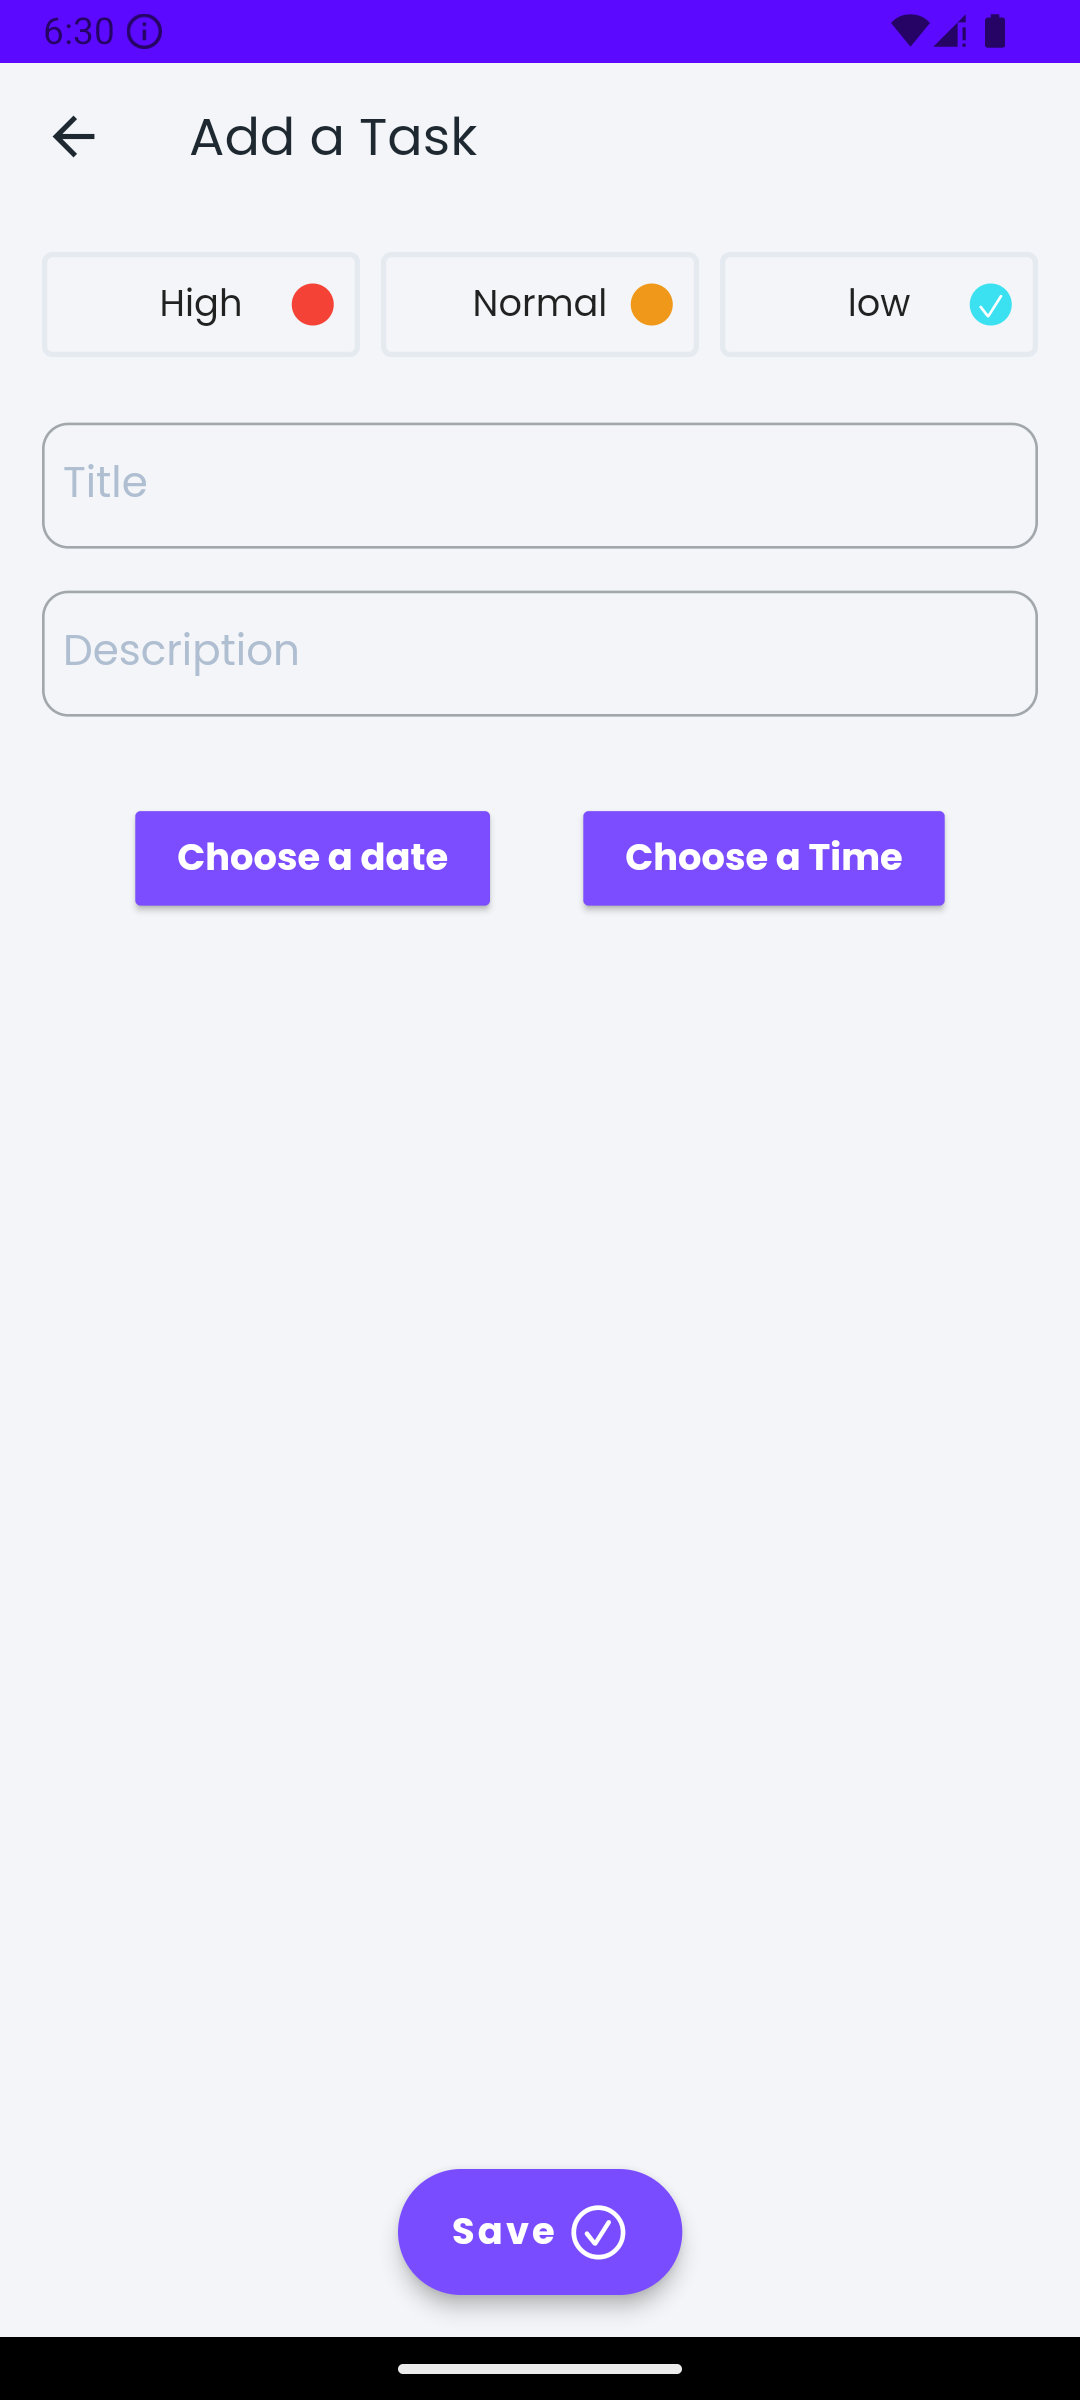 6:30
Add a Task
High Normal low
Title
Description
Choose a date Choose a Time
Save